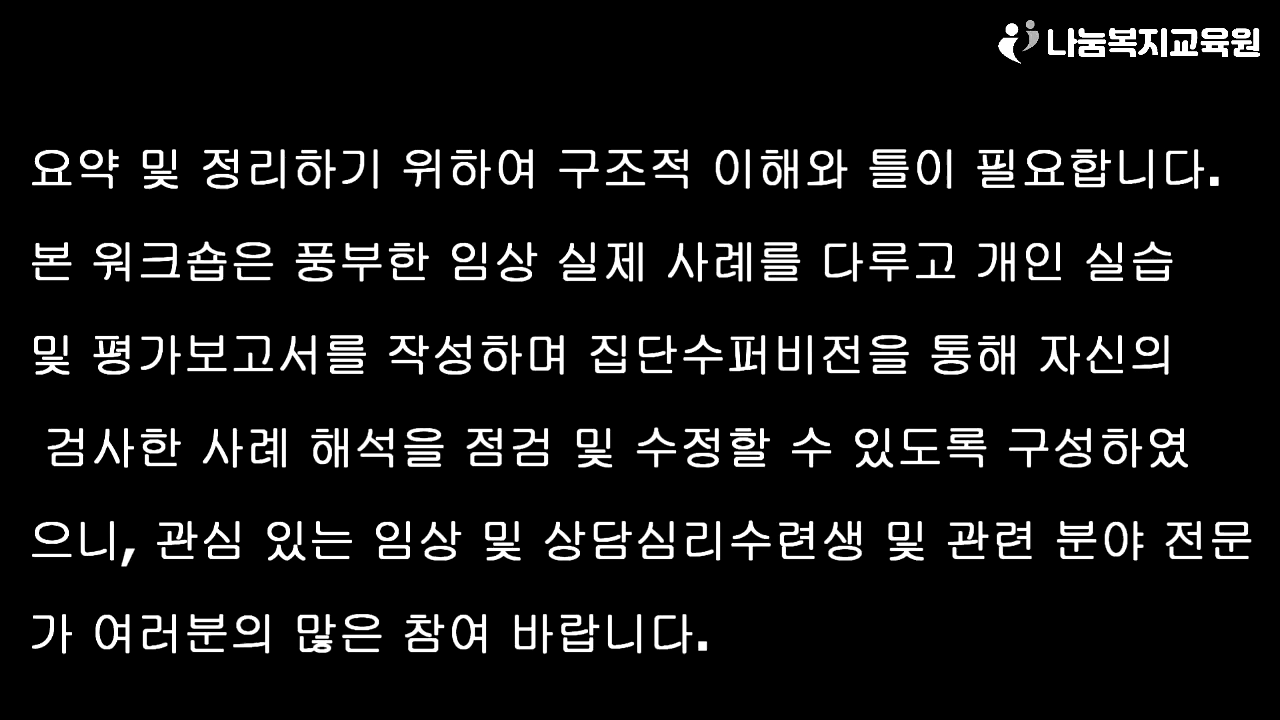 나눔복지교육원
요약 및 정리하기 위하여 구조적 이해와 틀이 필요합니다.
본 워크숍은 풍부한 임상 실제 사례를 다루고 개인 실습
및 평가보고서를 작성하며 집단수퍼비전을 통해 자신의
검사한 사례 해석을 점검 및 수정할 수 있도록 구성하였
으니, 관심 있는 임상 및 상담심리수련생 및 관련 분야 전문
가 여러분의 많은 참여 바랍니다.